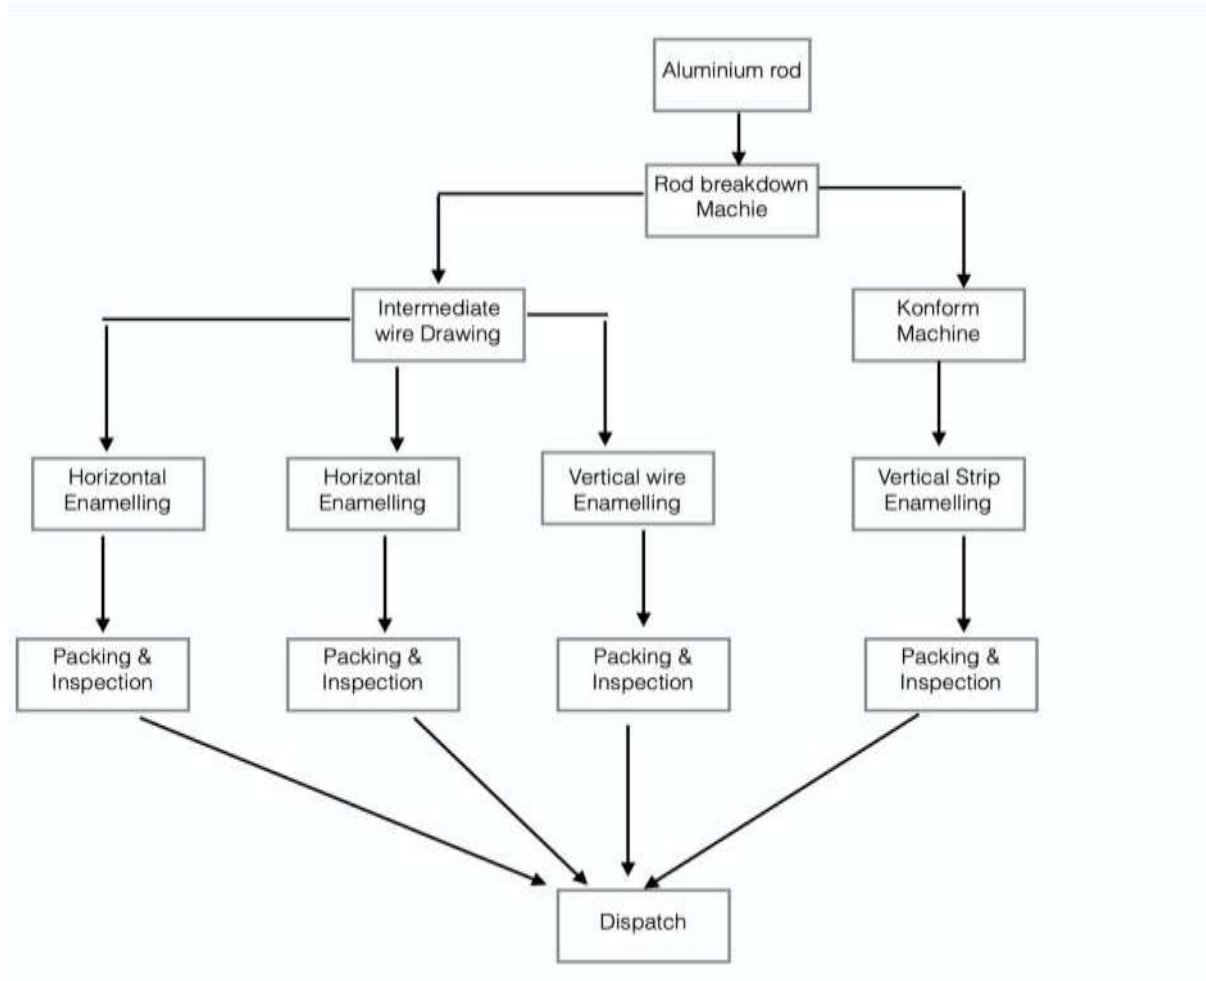 Aluminium rod
Rod breakdown
Machie
Intermediate
wire Drawing
Konform
Machine
Horizontal
Enamelling
Horizontal
Enamelling
Vertical wire
Enamelling
Vertical Strip
Enamelling
Packing &
Inspection
Packing &
Inspection
Packing &
Inspection
Packing &
Inspection
Dispatch